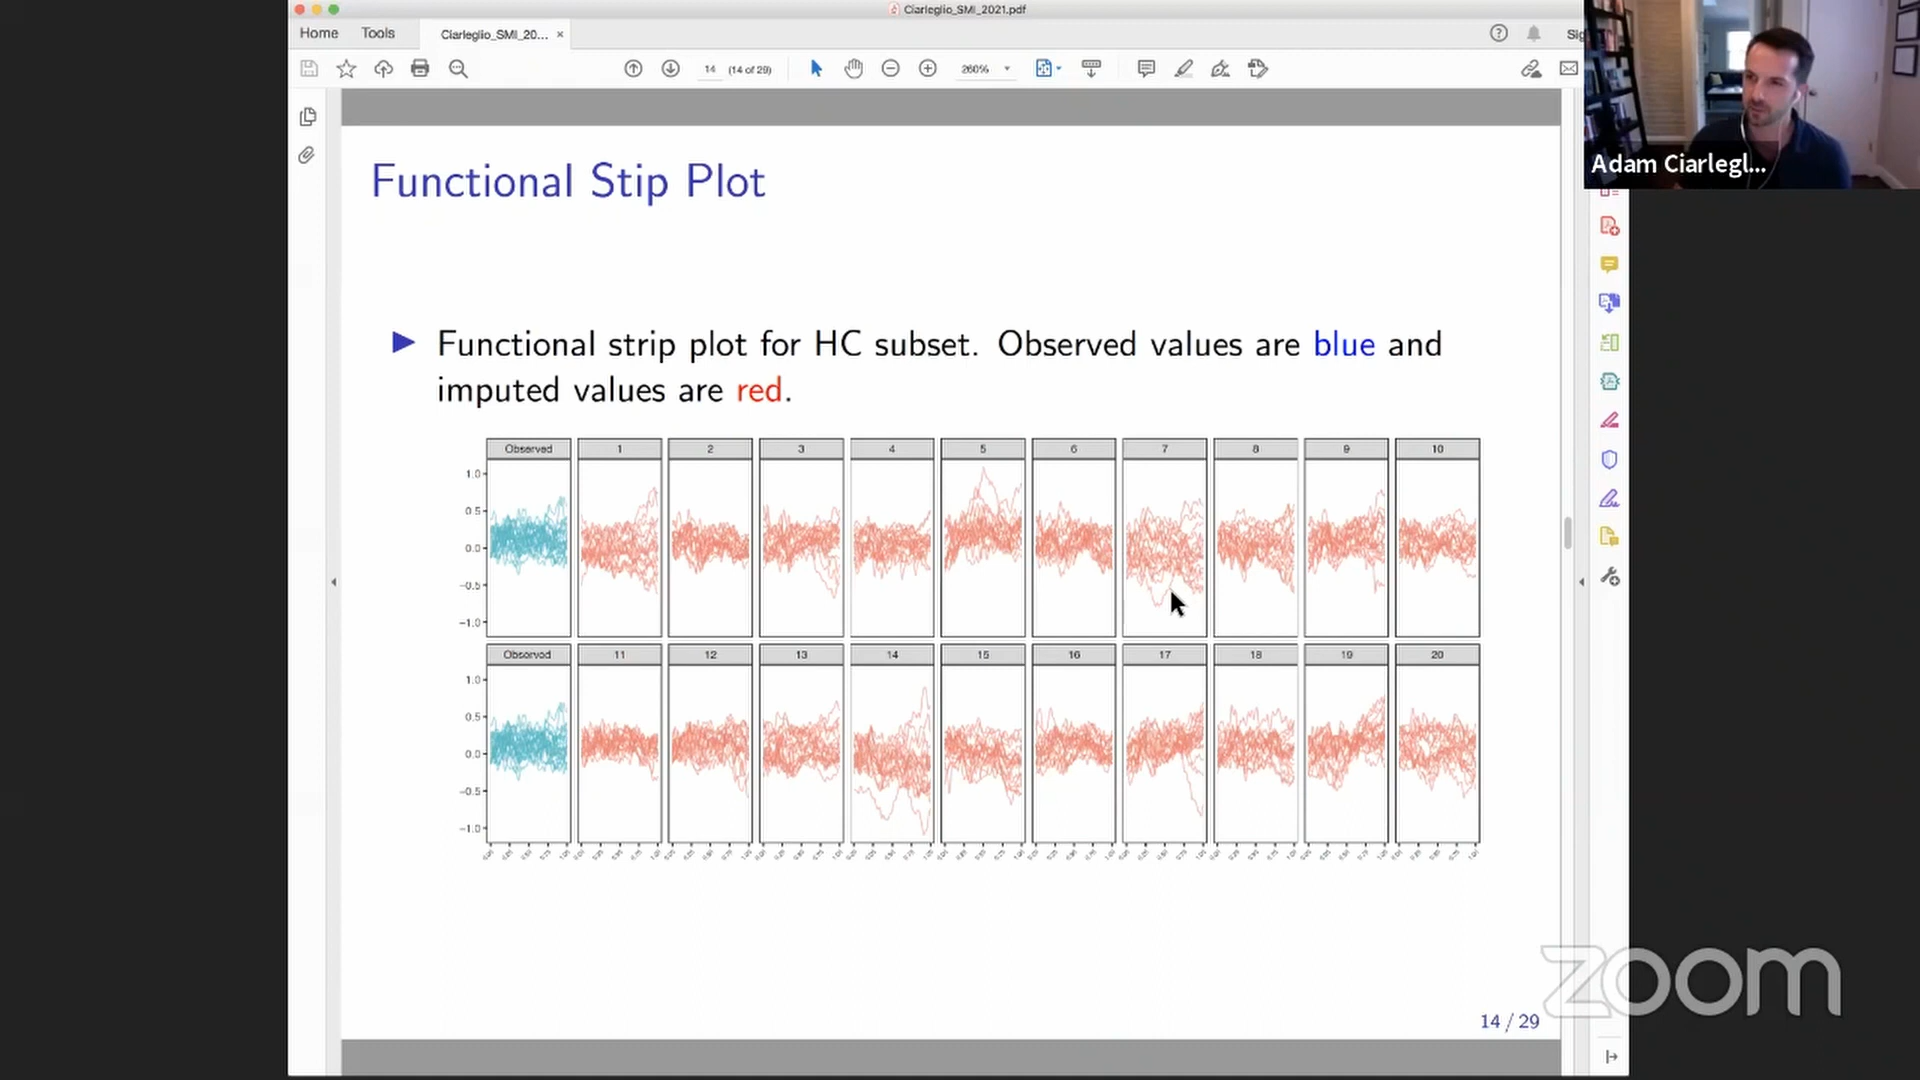 Ciarleglio_SMI_2021.pdf
Home Tools Ciarleglio_SMI_20... ×
14 (14 of 29) 260%
Adam Ciarlegl...
Functional Stip Plot
Functional strip plot for HC subset. Observed values are blue and
imputed values are red.
Observed 1 2 3 4 5 6 7 8 9 10
1.0
0.5
0.0
−0.5
−1.0
Observed 11 12 13 14 15 16 17 18 19 20
1.0
0.5
0.0
−0.5
−1.0
zoom
14 / 29